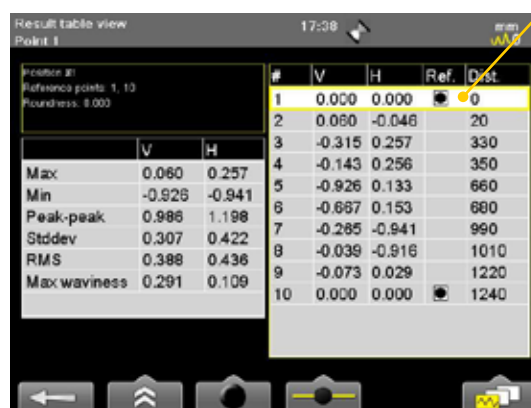 Result table view 17:38 mm
Point 1 0
Position #:
Reference points: 1, 10
Roundness: 0.000
V H
Max 0.060 0.257
Min -0.926 -0.941
Peak-peak 0.986 1.198
Stddev 0.307 0.422
RMS 0.388 0.436
Max waviness 0.291 0.109
# V H Ref. Dist.
1 0.000 0.000 0
2 0.060 -0.046 20
3 -0.315 0.257 330
4 -0.143 0.256 350
5 -0.926 0.133 660
6 -0.667 0.153 680
7 -0.265 -0.941 990
8 -0.039 -0.916 1010
9 -0.073 0.029 1220
10 0.000 0.000 1240